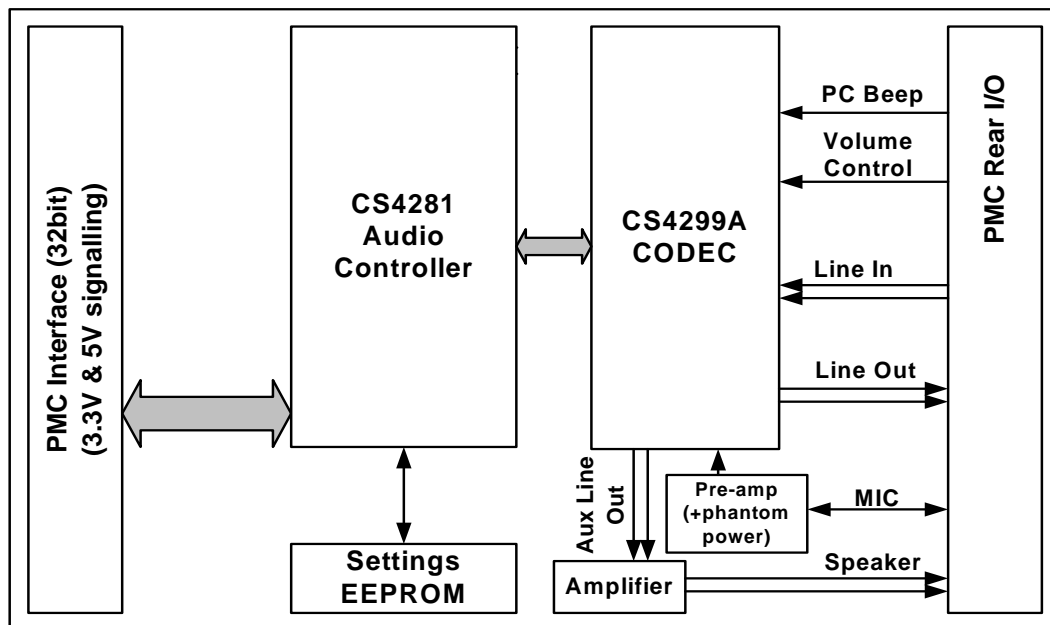 PMC Interface (32bit)
(3.3V & 5V signalling)
CS4281
Audio
Controller
Settings
EEPROM
CS4299A
CODEC
Aux Line
Out
Pre-amp
(+phantom
power)
Amplifier
PC Beep
Volume
Control
Line In
Line Out
MIC
Speaker
PMC Rear I/O